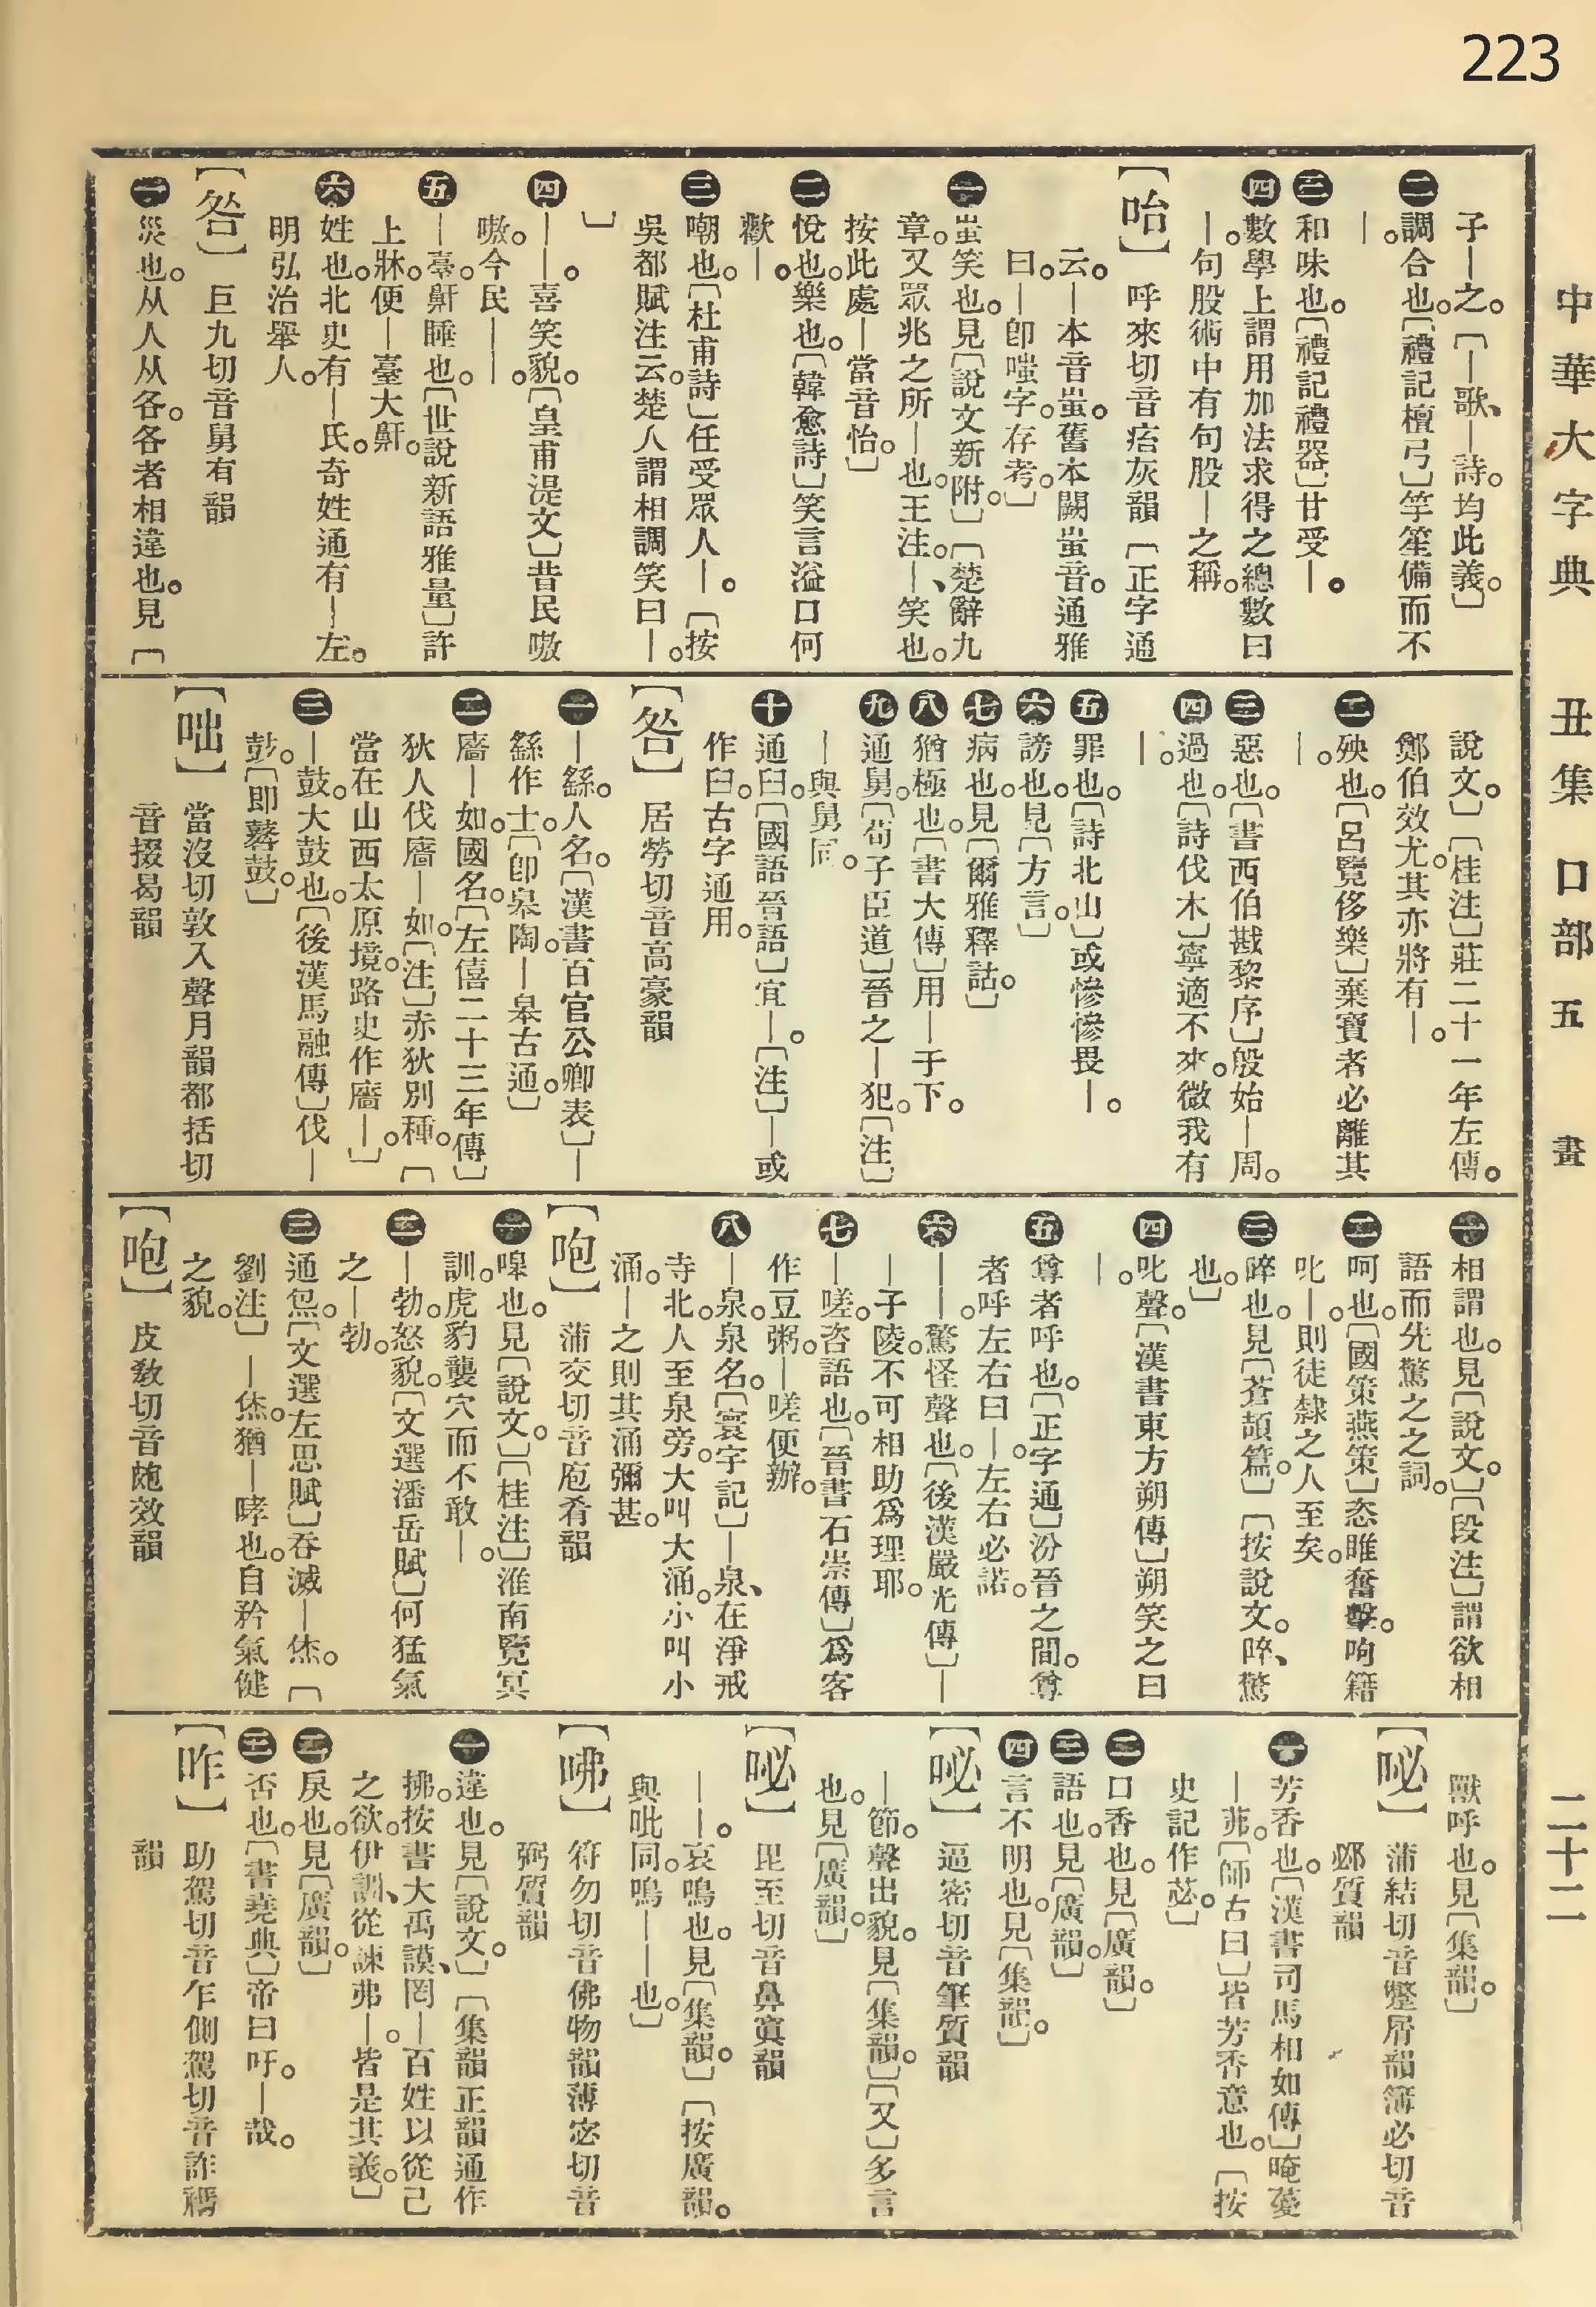 223
中華大字典 丑集 口部 五畫 二十二
子｜之。〔｜歌、｜詩。均此義。〕
㊁調合也。〔禮記檀弓〕竽笙備而不
｜。
㊂和味也。〔禮記禮器〕甘受｜。
㊃數學上謂用加法求得之總數曰
｜。句股術中有句股｜之稱。
〔咍〕呼來切音痎灰韻〔正字通
云。｜本音蚩。舊本闕蚩音。通雅
曰。｜卽嗤字。存考。〕
㊀蚩笑也。見〔說文新附。〕〔楚辭九
章。又眾兆之所｜也。王注。｜、笑也。
按此處｜當音怡。〕
㊁悅也。樂也。〔韓愈詩〕笑言溢口何
歡｜。
㊂嘲也。〔杜甫詩〕任受眾人｜。〔按
吳都賦注云。楚人謂相調笑曰｜。
〕
㊃｜｜。喜笑貌。〔皇甫湜文〕昔民嗷
嗷。今民｜｜。
㊄｜臺。鼾睡也。〔世說新語雅量〕許
上牀。便｜臺大鼾。
㊅姓也。北史有｜氏。奇姓通有｜左。
明弘治舉人。
〔咎〕巨九切音舅有韻
㊀災也。从人从各。各者相違也。見〔
說文。〕〔桂注〕莊二十一年左傳。
鄭伯效尤。其亦將有｜。
㊁殃也。〔呂覽侈樂〕棄寶者必離其
｜。
㊂惡也。〔書西伯戡黎序〕殷始｜周。
㊃過也。〔詩伐木〕寧適不來。微我有
｜。
㊄罪也。〔詩北山〕或慘慘畏｜。
㊅謗也。見〔方言。〕
㊆病也。見〔爾雅釋詁。〕
㊇猶極也。〔書大傳〕用｜于下。
㊈通舅。〔荀子臣道〕晉之｜犯。〔注〕
｜與舅同。
㊉通臼。〔國語晉語〕宜｜。〔注〕｜或
作臼。古字通用。
〔咎〕居勞切音高豪韻
㊀｜繇。人名。〔漢書百官公卿表〕｜
繇作士。〔卽皋陶。｜皋古通。〕
㊁廧｜如。國名。〔左僖二十三年傳〕
狄人伐廧｜如。〔注〕赤狄別種。〔
當在山西太原境。路史作廧｜。〕
㊂｜鼓。大鼓也。〔後漢馬融傳〕伐｜
鼓。〔即鼛鼓。〕
〔咄〕當沒切敦入聲月韻都括切
音掇曷韻
㊀相謂也。見〔說文。〕〔段注〕謂欲相
語而先驚之之詞。
㊁呵也。〔國策燕策〕恣睢奮擊。呴籍
叱｜。則徒隸之人至矣。
㊂啐也。見〔蒼頡篇。〕〔按說文。啐、驚
也。〕
㊃叱聲。〔漢書東方朔傳〕朔笑之曰
｜。
㊄尊者呼也。〔正字通〕汾晉之間。尊
者呼左右曰｜。左右必諾。
㊅｜｜。驚怪聲也。〔後漢嚴光傳〕｜
｜子陵。不可相助爲理耶。
㊆｜嗟。咨語也。〔晉書石崇傳〕爲客
作豆粥。｜嗟便辦。
㊇｜泉。泉名。〔寰宇記〕｜泉、在淨戒
寺北。人至泉旁。大叫大涌。小叫小
涌。｜之則其涌彌甚。
〔咆〕蒲交切音庖肴韻
㊀嘷也。見〔說文。〕〔桂注〕淮南覽冥
訓。虎豹襲穴而不敢｜。
㊁｜勃。怒貌。〔文選潘岳賦〕何猛氣
之｜勃。
㊂通炰。〔文選左思賦〕吞滅｜烋。〔
劉注〕｜烋。猶｜哮也。自矜氣健
之貌。
〔咆〕皮敎切音皰效韻
獸呼也。見〔集韻。〕
〔咇〕蒲結切音蹩屑韻簿必切音
邲質韻
㊀芳香也。〔漢書司馬相如傳〕晻薆
｜茀。〔師古曰〕皆芳香意也。〔按
史記作苾。〕
㊁口香也。見〔廣韻。〕
㊂語也。見〔廣韻。〕
㊃言不明也。見〔集韻。〕
〔咇〕逼密切音筆質韻
｜節。聲出貌。見〔集韻。〕〔又〕多言
也。見〔廣韻。〕
〔咇〕毘至切音鼻寘韻
｜｜。哀鳴也。見〔集韻。〕〔按廣韻。
與吡同。鳴｜｜也。〕
〔咈〕符勿切音佛物韻薄宓切音
弼質韻
㊀違也。見〔說文。〕〔集韻正韻通作
拂。按書大禹謨、罔｜百姓以從己
之欲。伊訓、從諫弗｜。皆是其義。〕
㊁戾也。見〔廣韻。〕
㊂否也。〔書堯典〕帝曰吁。｜哉。
〔咋〕助駕切音乍側駕切音詐禡
韻